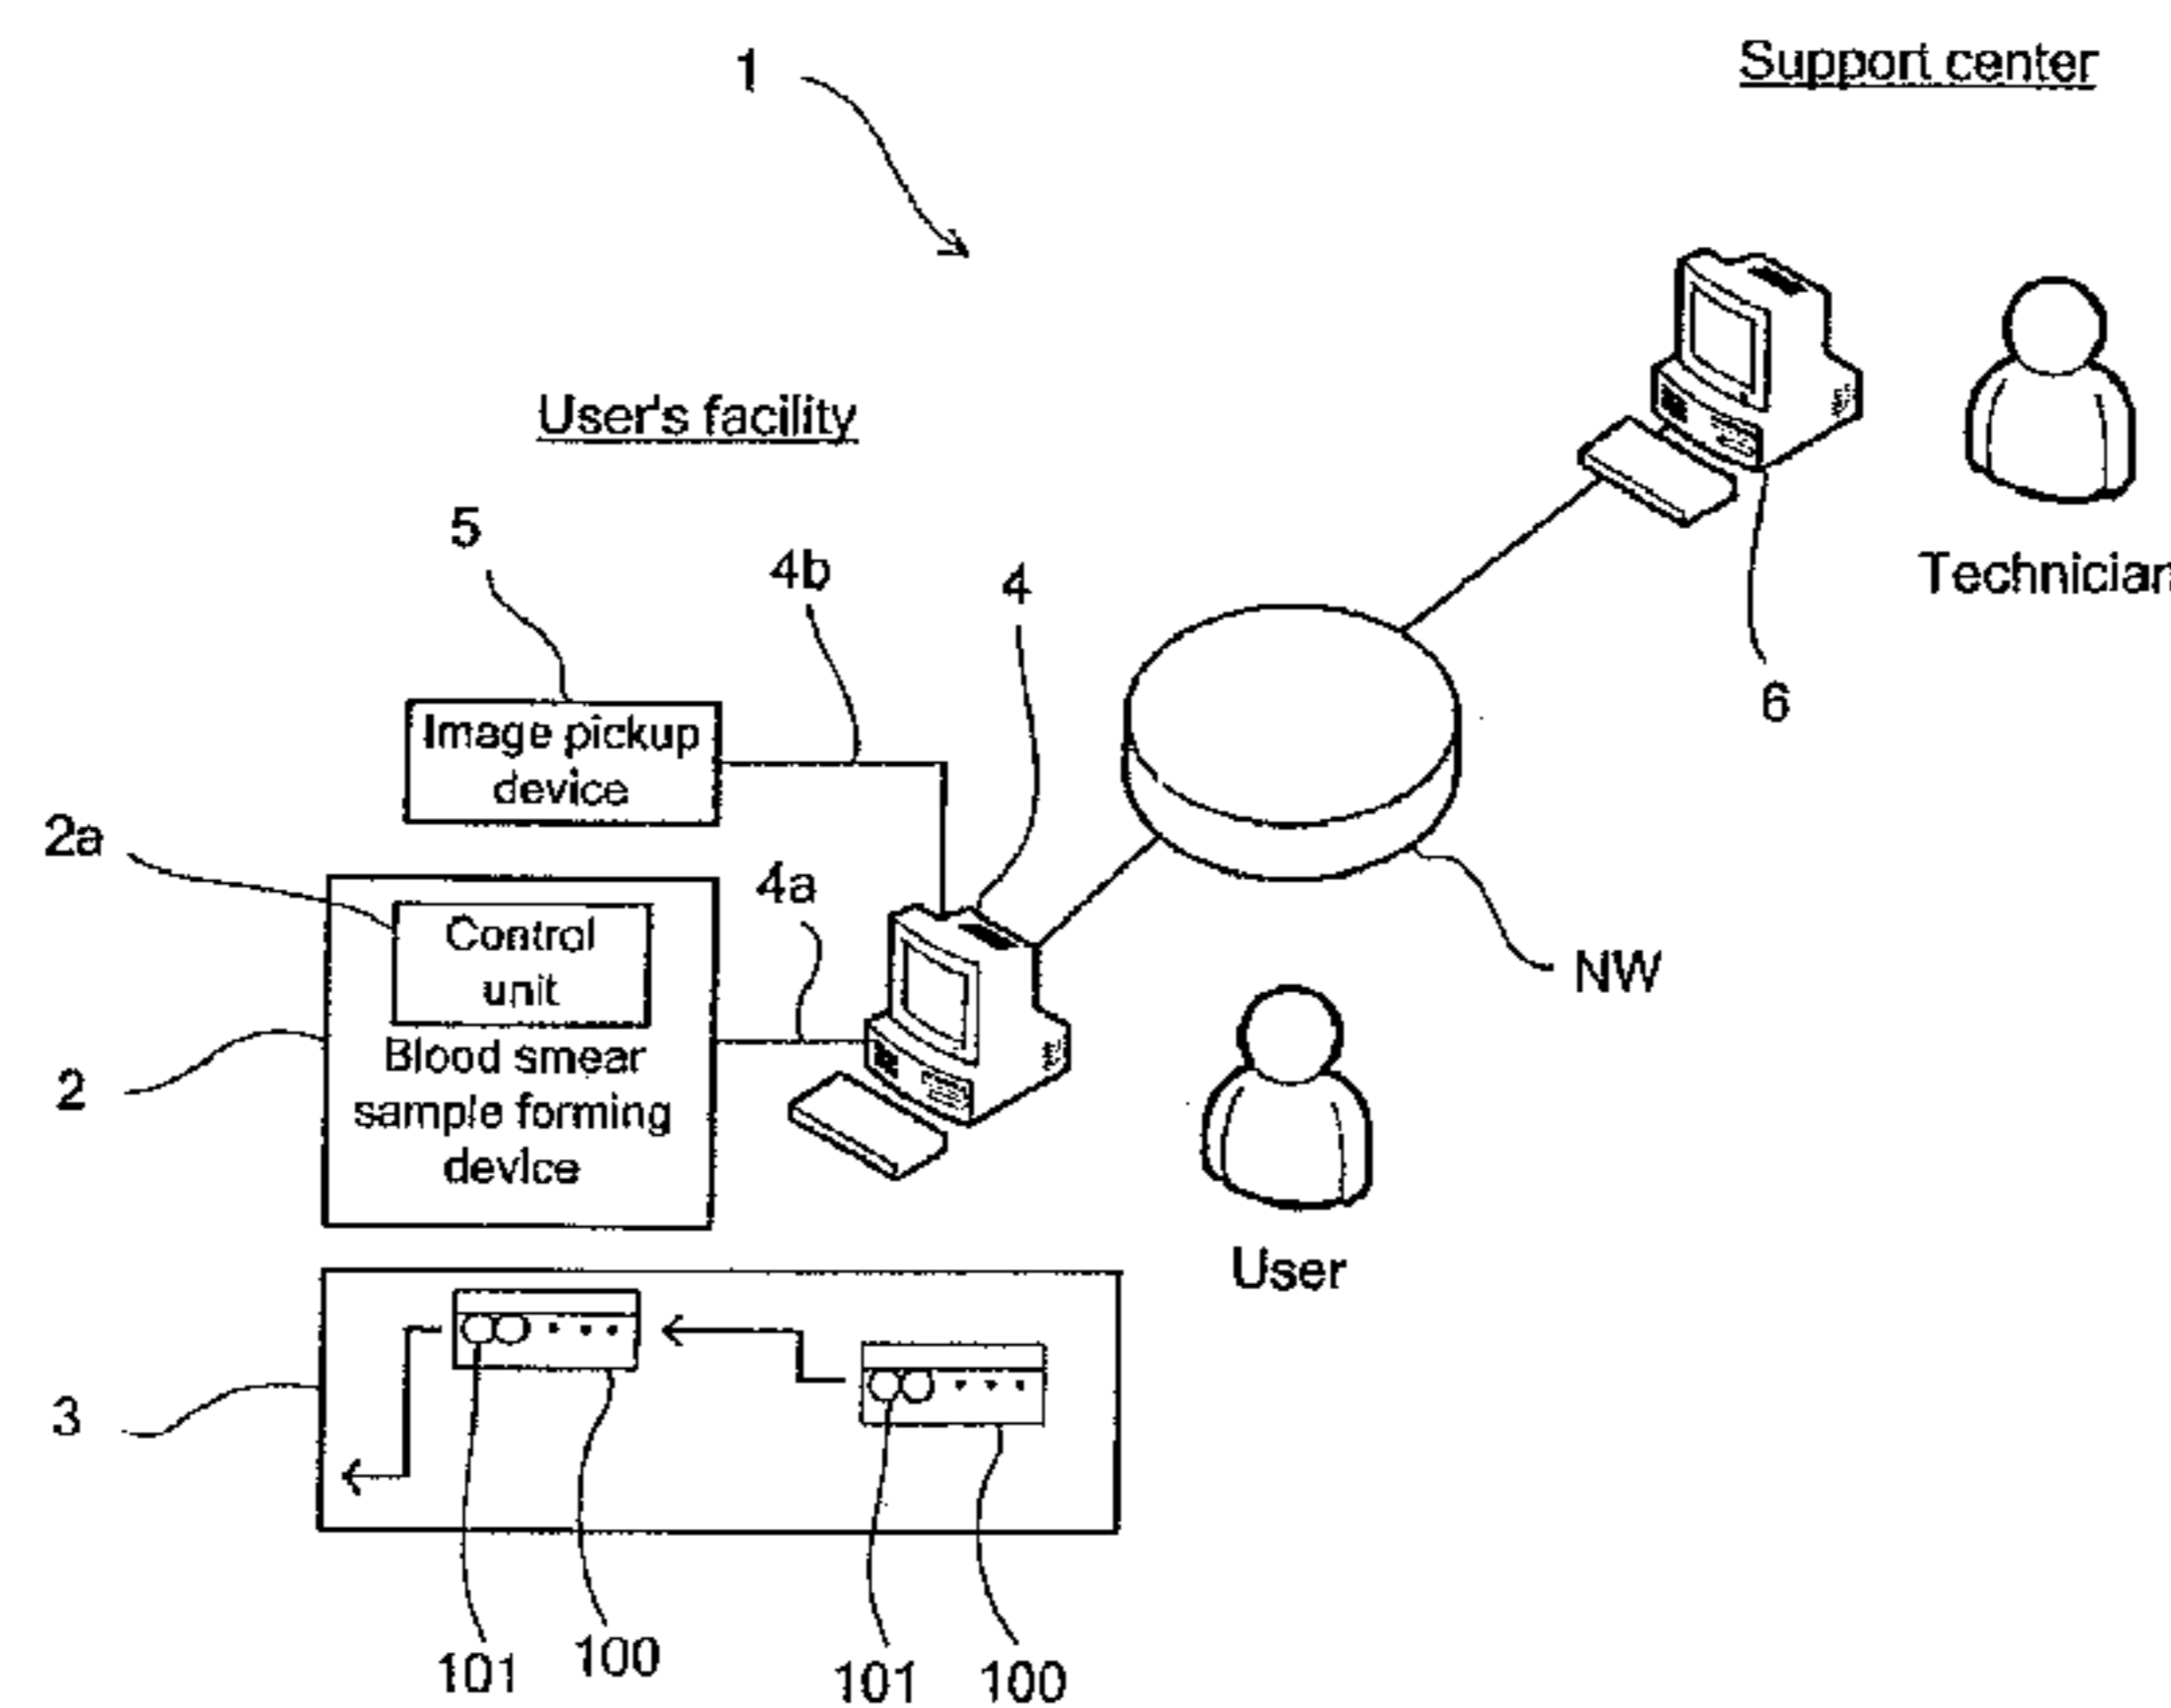 1
Support center
User's facility
5
4b
4
Technician
6
Image pickup
device
2a
4a
Control
unit
NW
2
Blood smear
sample forming
device
User
3
101
100
101
100